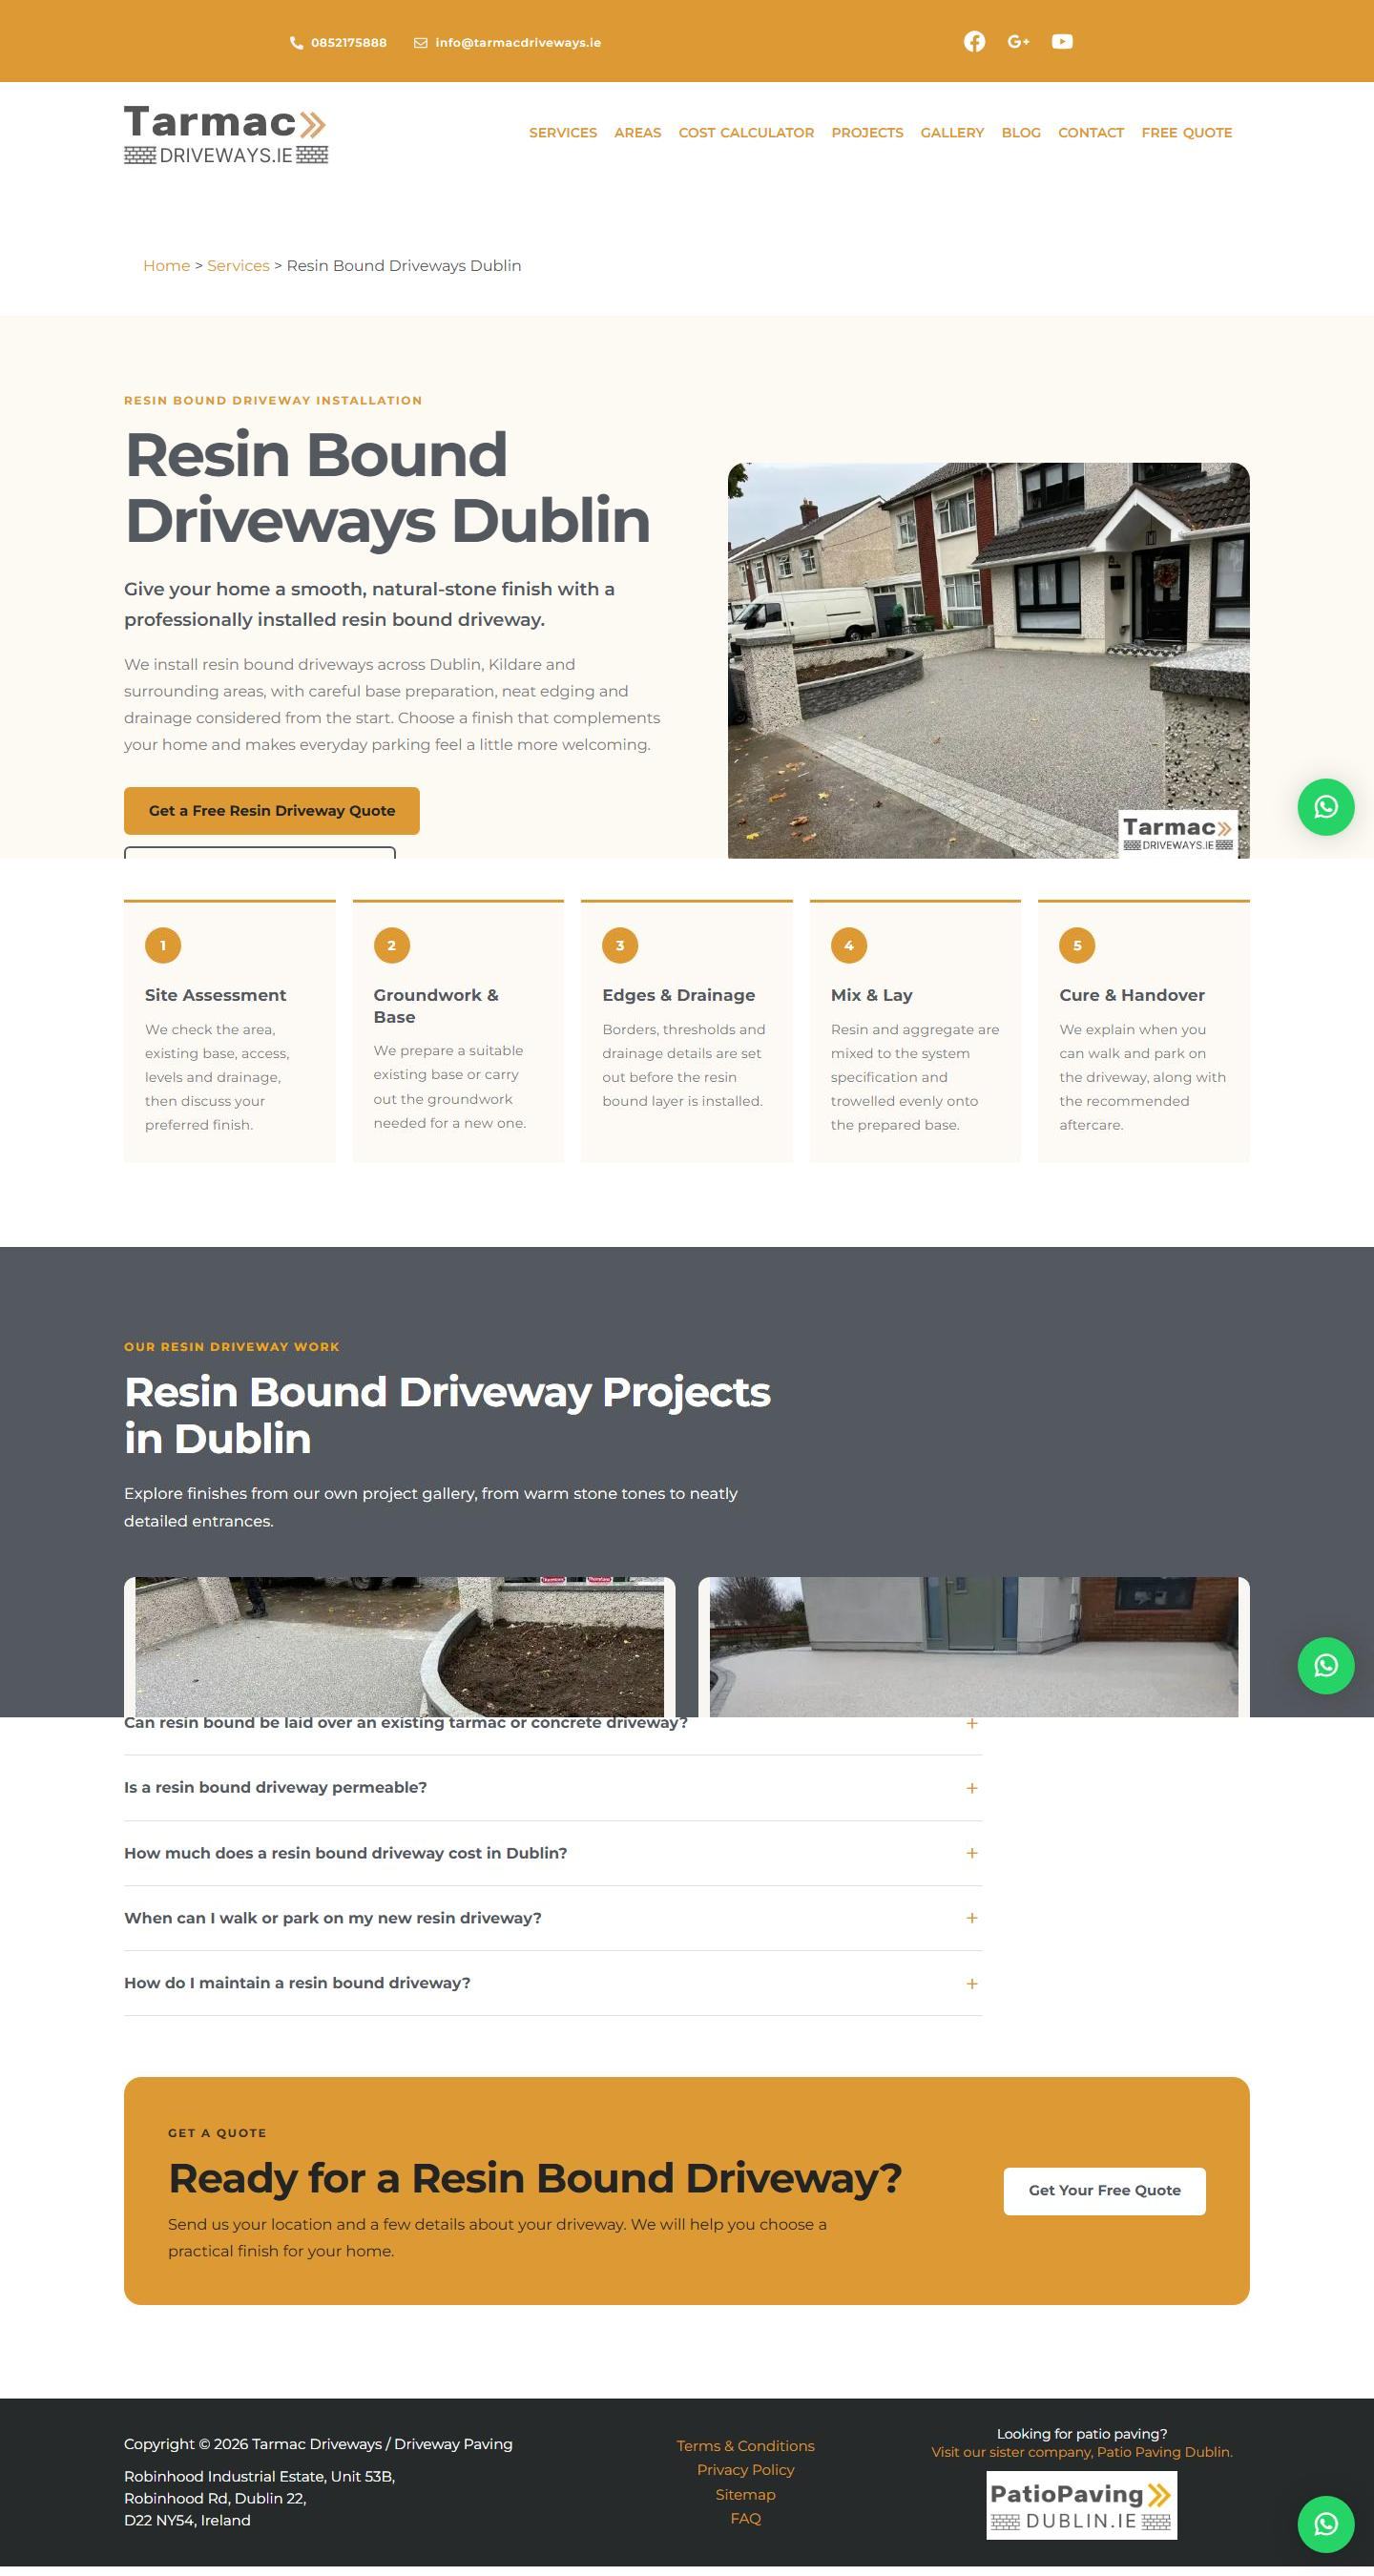 0852175888 info@tarmacdriveways.ie
Tarmac
DRIVEWAYS.IE
SERVICES AREAS COST CALCULATOR PROJECTS GALLERY BLOG CONTACT FREE QUOTE
Home > Services > Resin Bound Driveways Dublin
RESIN BOUND DRIVEWAY INSTALLATION
Resin Bound
Driveways Dublin
Give your home a smooth, natural-stone finish with a
professionally installed resin bound driveway.
We install resin bound driveways across Dublin, Kildare and
surrounding areas, with careful base preparation, neat edging and
drainage considered from the start. Choose a finish that complements
your home and makes everyday parking feel a little more welcoming.
Get a Free Resin Driveway Quote
Tarmac
DRIVEWAYS.IE
1
Site Assessment
We check the area,
existing base, access,
levels and drainage,
then discuss your
preferred finish.
2
Groundwork &
Base
We prepare a suitable
existing base or carry
out the groundwork
needed for a new one.
3
Edges & Drainage
Borders, thresholds and
drainage details are set
out before the resin
bound layer is installed.
4
Mix & Lay
Resin and aggregate are
mixed to the system
specification and
trowelled evenly onto
the prepared base.
5
Cure & Handover
We explain when you
can walk and park on
the driveway, along with
the recommended
aftercare.
OUR RESIN DRIVEWAY WORK
Resin Bound Driveway Projects
in Dublin
Explore finishes from our own project gallery, from warm stone tones to neatly
detailed entrances.
Can resin bound be laid over an existing tarmac or concrete driveway? +
Is a resin bound driveway permeable? +
How much does a resin bound driveway cost in Dublin? +
When can I walk or park on my new resin driveway? +
How do I maintain a resin bound driveway? +
GET A QUOTE
Ready for a Resin Bound Driveway?
Send us your location and a few details about your driveway. We will help you choose a
practical finish for your home.
Get Your Free Quote
Copyright © 2026 Tarmac Driveways / Driveway Paving
Robinhood Industrial Estate, Unit 53B,
Robinhood Rd, Dublin 22,
D22 NY54, Ireland
Terms & Conditions
Privacy Policy
Sitemap
FAQ
Looking for patio paving?
Visit our sister company, Patio Paving Dublin.
PatioPaving
DUBLIN.IE